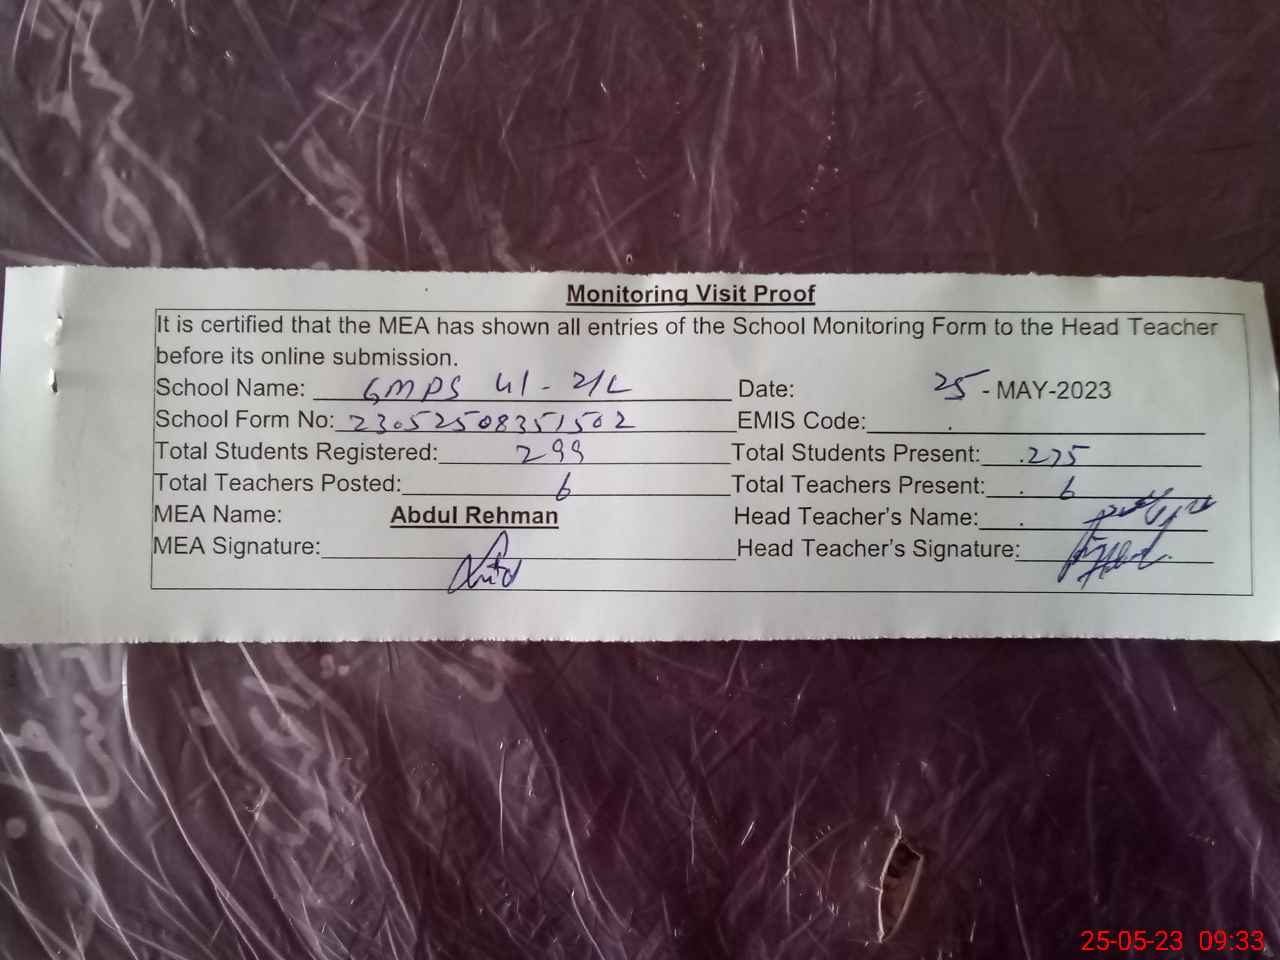 Monitoring Visit Proof
It is certified that the MEA has shown all entries of the School Monitoring Form to the Head Teacher
before its online submission.
School Name: GMPS 41-2/L Date: 25-MAY-2023
School Form No: 23052508351502 EMIS Code:
Total Students Registered: 299 Total Students Present: 275
Total Teachers Posted: 6 Total Teachers Present: 6
MEA Name: Abdul Rehman Head Teacher's Name:
MEA Signature: Head Teacher's Signature:
25-05-23 09:33